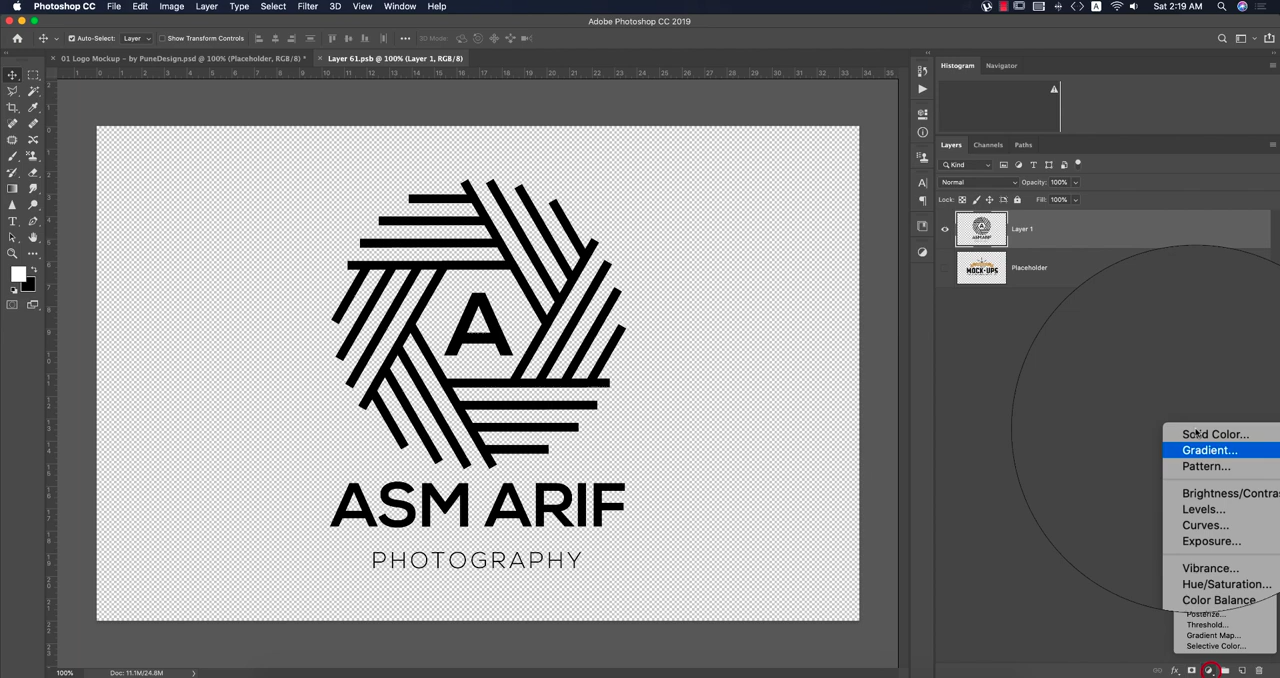 Photoshop CC File Edit Image Layer Type Select Filter 3D View Window Help A Sat 2:19 AM
Adobe Photoshop CC 2019
Auto-Select: Layer Show Transform Controls 3D Mode:
01 Logo Mockup - by PuneDesign.psd @ 100% (Placeholder, RGB/8) * Layer 61.psb @ 100% (Layer 1, RGB/8)
Histogram Navigator
Layers Channels Paths
Kind
Normal Opacity: 100%
Lock: Fill: 100%
Layer 1
Placeholder
MOCK-UPS
A
ASM ARIF
PHOTOGRAPHY
Solid Color...
Gradient...
Pattern...
Brightness/Contras
Levels...
Curves...
Exposure...
Vibrance...
Hue/Saturation...
Color Balance
Posterize...
Threshold...
Gradient Map...
Selective Color...
100% Doc: 11.1M/24.8M